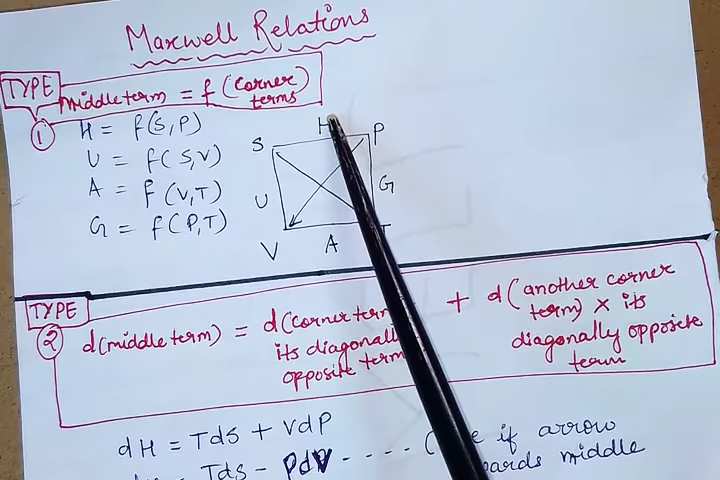 Maxwell Relations
TYPE
1
Middle term = f (Corner terms)
H = f(S,P)
U = f(S,V)
A = f(V,T)
G = f(P,T)
S H P
U G
V A
TYPE
2
d(middle term) = d(corner
its diagonally
opposite term
+ d(another corner
term) × its
diagonally opposite
term
dH = Tds + VdP
Tds - PdV - - - - (
if arrow
middle